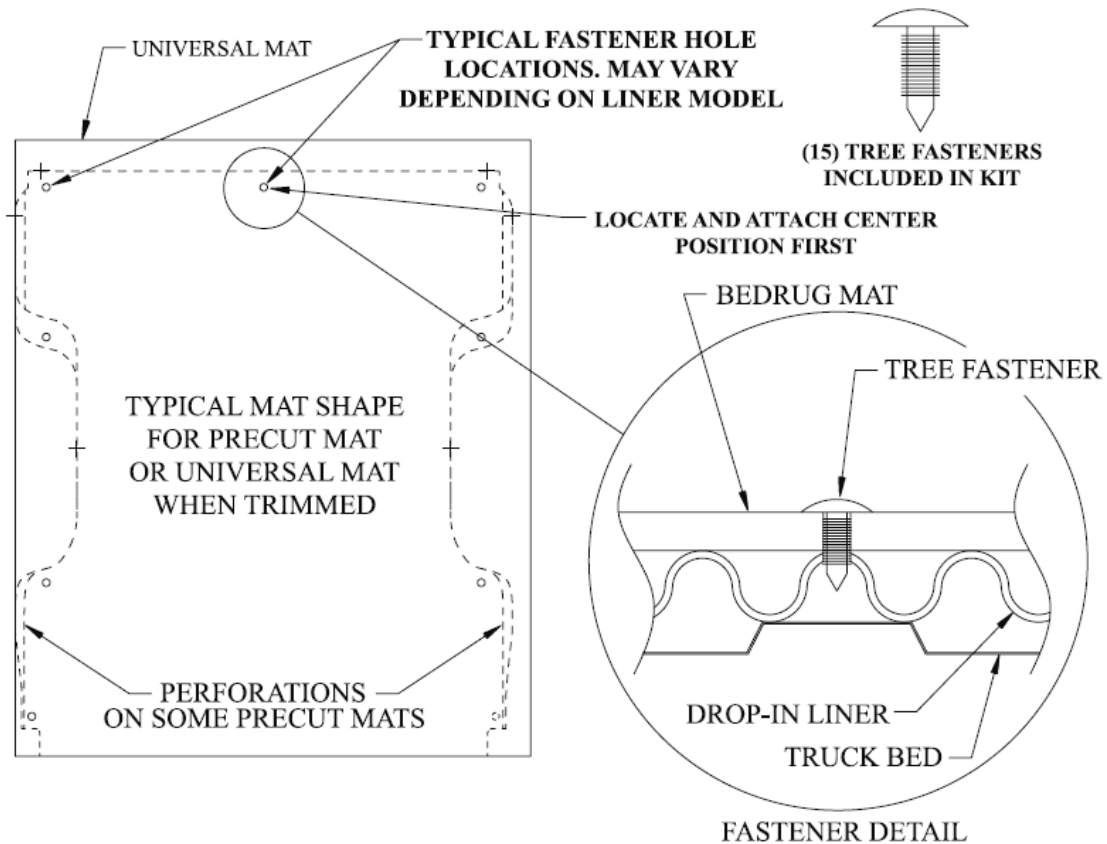 UNIVERSAL MAT
TYPICAL FASTENER HOLE
LOCATIONS. MAY VARY
DEPENDING ON LINER MODEL
(15) TREE FASTENERS
INCLUDED IN KIT
LOCATE AND ATTACH CENTER
POSITION FIRST
BEDRUG MAT
TREE FASTENER
TYPICAL MAT SHAPE
FOR PRECUT MAT
OR UNIVERSAL MAT
WHEN TRIMMED
PERFORATIONS
ON SOME PRECUT MATS
DROP-IN LINER
TRUCK BED
FASTENER DETAIL